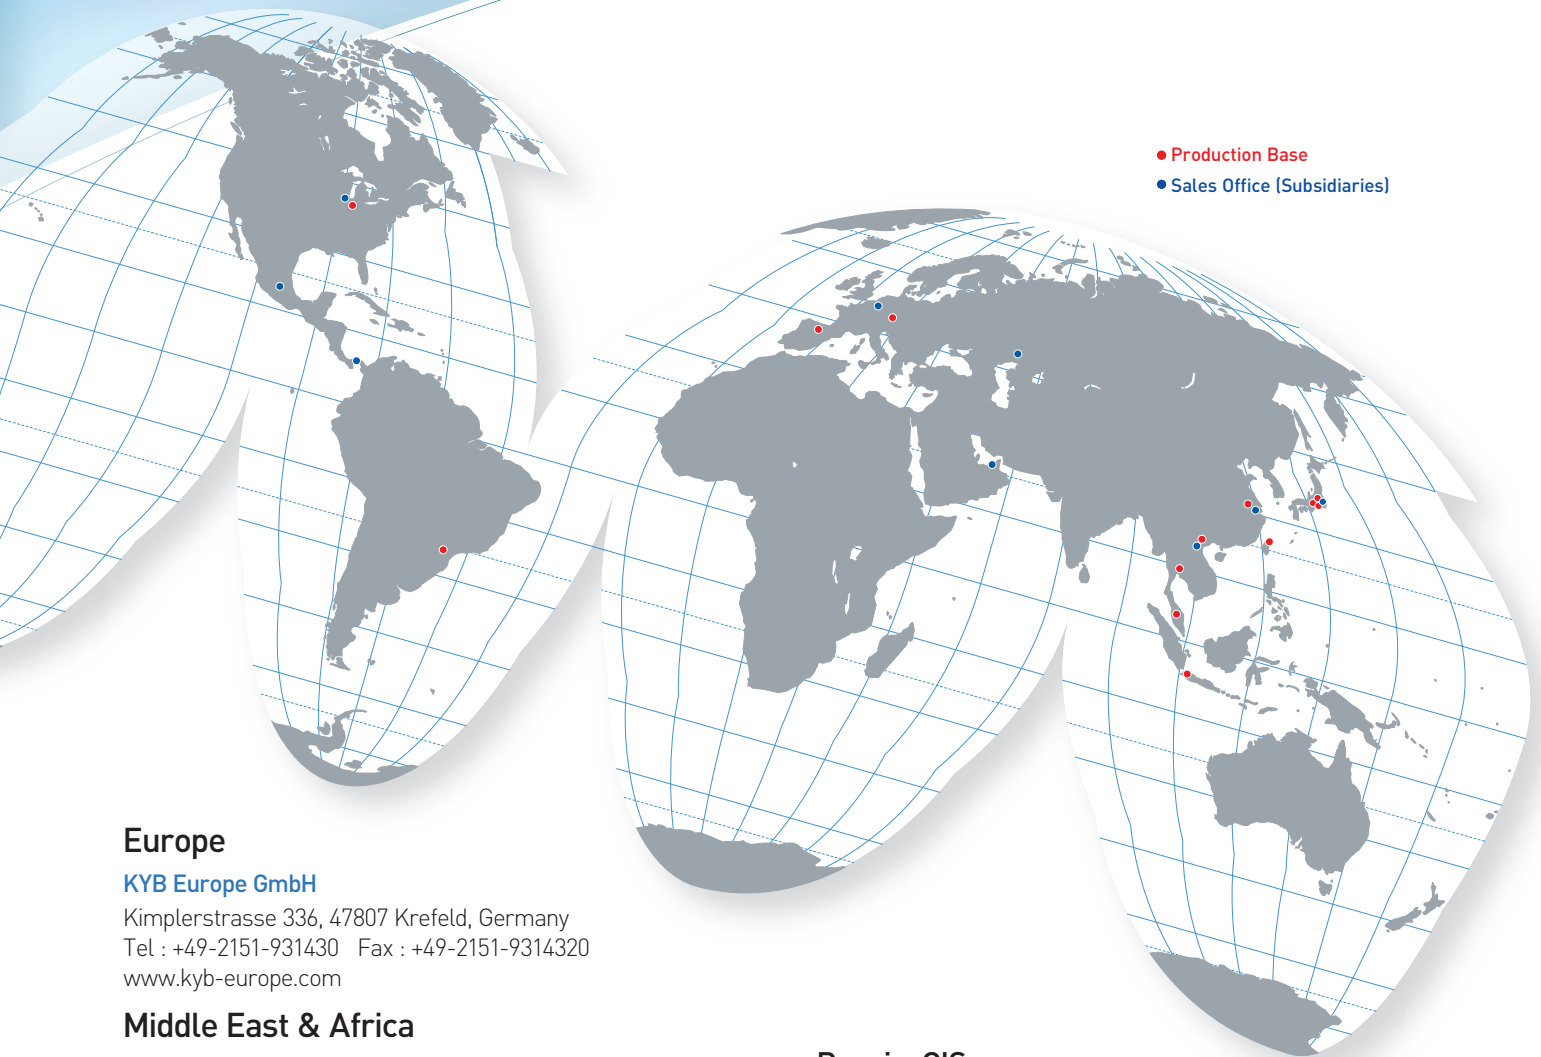 Production Base
Sales Office (Subsidiaries)
Europe
KYB Europe GmbH
Kimplerstrasse 336, 47807 Krefeld, Germany
Tel : +49-2151-931430 Fax : +49-2151-9314320
www.kyb-europe.com
Middle East & Africa